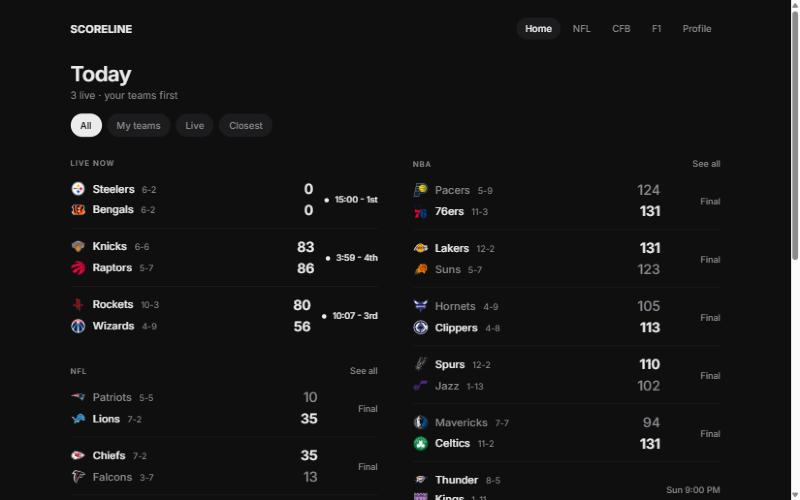 SCORELINE
Home NFL CFB F1 Profile
Today
3 live · your teams first
All My teams Live Closest
LIVE NOW
Steelers 6-2 0
Bengals 6-2 0
15:00 - 1st
Knicks 6-6 83
Raptors 5-7 86
3:59 - 4th
Rockets 10-3 80
Wizards 4-9 56
10:07 - 3rd
NFL See all
Patriots 5-5 10
Lions 7-2 35
Final
Chiefs 7-2 35
Falcons 3-7 13
Final
NBA See all
Pacers 5-9 124
76ers 11-3 131
Final
Lakers 12-2 131
Suns 5-7 123
Final
Hornets 4-9 105
Clippers 4-8 113
Final
Spurs 12-2 110
Jazz 1-13 102
Final
Mavericks 7-7 94
Celtics 11-2 131
Final
Thunder 8-5
Kings 1-11
Sun 9:00 PM